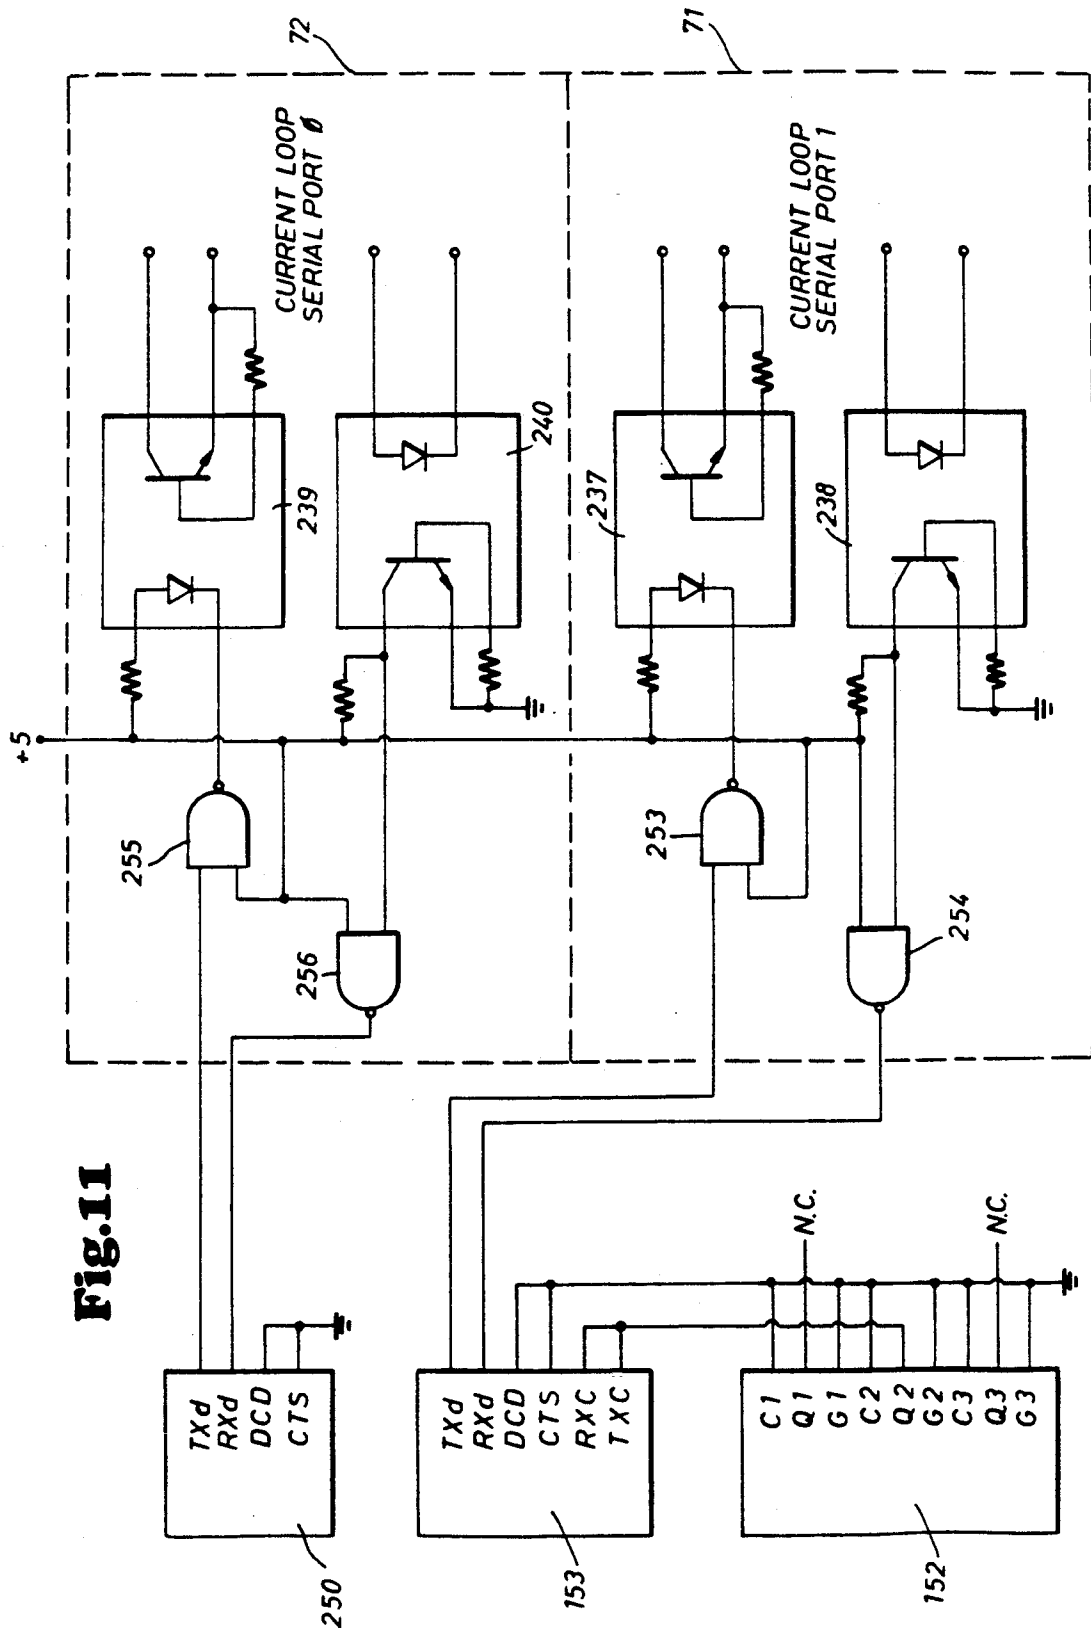 Fig.11
250
TXd
RXd
DCD
CTS
153
TXd
RXd
DCD
CTS
RXC
TXC
152
C1
Q1
G1
C2
Q2
G2
C3
Q3
G3
N.C.
N.C.
+5
255
256
239
240
CURRENT LOOP
SERIAL PORT 0
72
253
254
237
238
CURRENT LOOP
SERIAL PORT 1
71